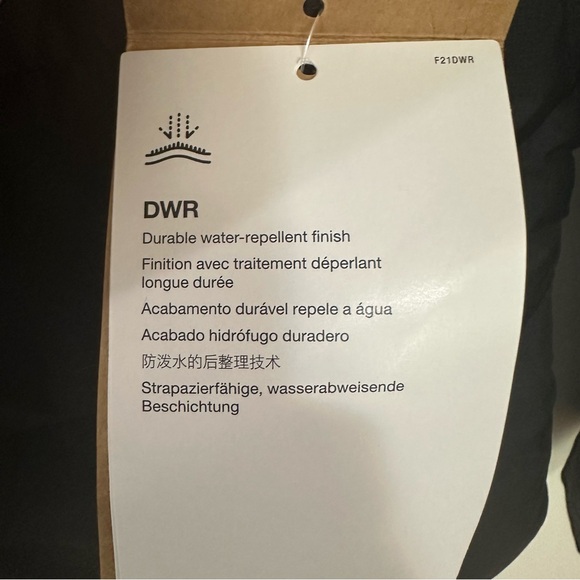 F21DWR
DWR
Durable water-repellent finish
Finition avec traitement déperlant
longue durée
Acabamento durável repele a água
Acabado hidrófugo duradero
防泼水的后整理技术
Strapazierfähige, wasserabweisende
Beschichtung